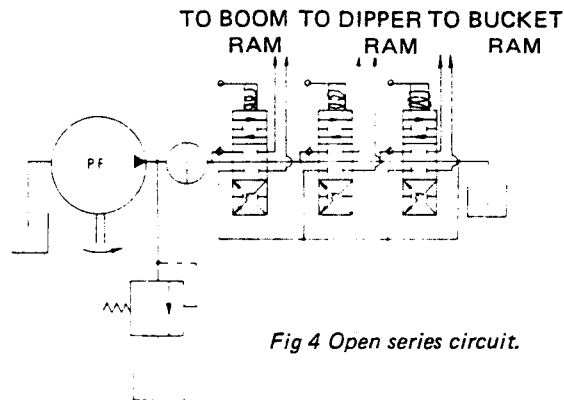 TO BOOM TO DIPPER TO BUCKET
RAM RAM RAM
PF
Fig 4 Open series circuit.